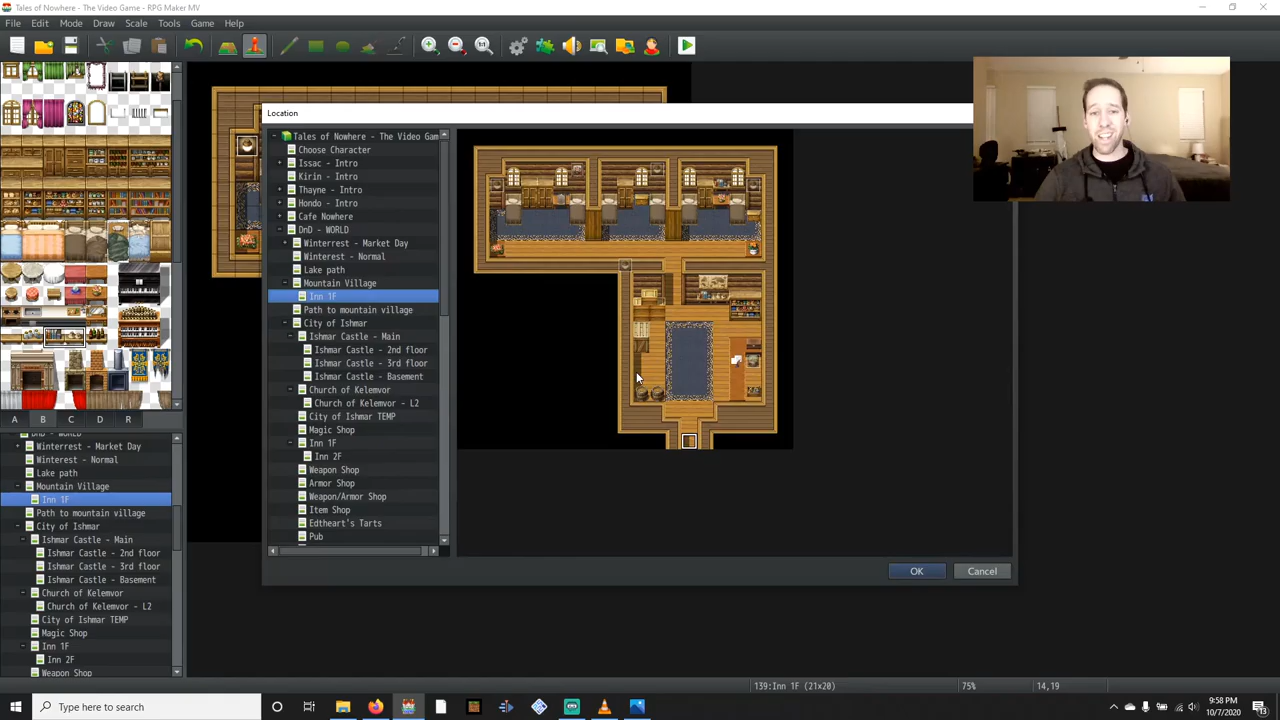 Tales of Nowhere - The Video Game - RPG Maker MV
File Edit Mode Draw Scale Tools Game Help
Location
Tales of Nowhere - The Video Gam
Choose Character
Issac - Intro
Kirin - Intro
Thayne - Intro
Hondo - Intro
Cafe Nowhere
DnD - WORLD
Winterrest - Market Day
Winterest - Normal
Lake path
Mountain Village
Inn 1F
Path to mountain village
City of Ishmar
Ishmar Castle - Main
Ishmar Castle - 2nd floor
Ishmar Castle - 3rd floor
Ishmar Castle - Basement
Church of Kelemvor
Church of Kelemvor - L2
City of Ishmar TEMP
Magic Shop
Inn 1F
Inn 2F
Weapon Shop
Armor Shop
Weapon/Armor Shop
Item Shop
Edtheart's Tarts
Pub
OK Cancel
A B C D R
DnD - WORLD
Winterrest - Market Day
Winterest - Normal
Lake path
Mountain Village
Inn 1F
Path to mountain village
City of Ishmar
Ishmar Castle - Main
Ishmar Castle - 2nd floor
Ishmar Castle - 3rd floor
Ishmar Castle - Basement
Church of Kelemvor
Church of Kelemvor - L2
City of Ishmar TEMP
Magic Shop
Inn 1F
Inn 2F
Weapon Shop
139:Inn 1F (21x20) 75% 14,19
Type here to search
9:58 PM
10/7/2020